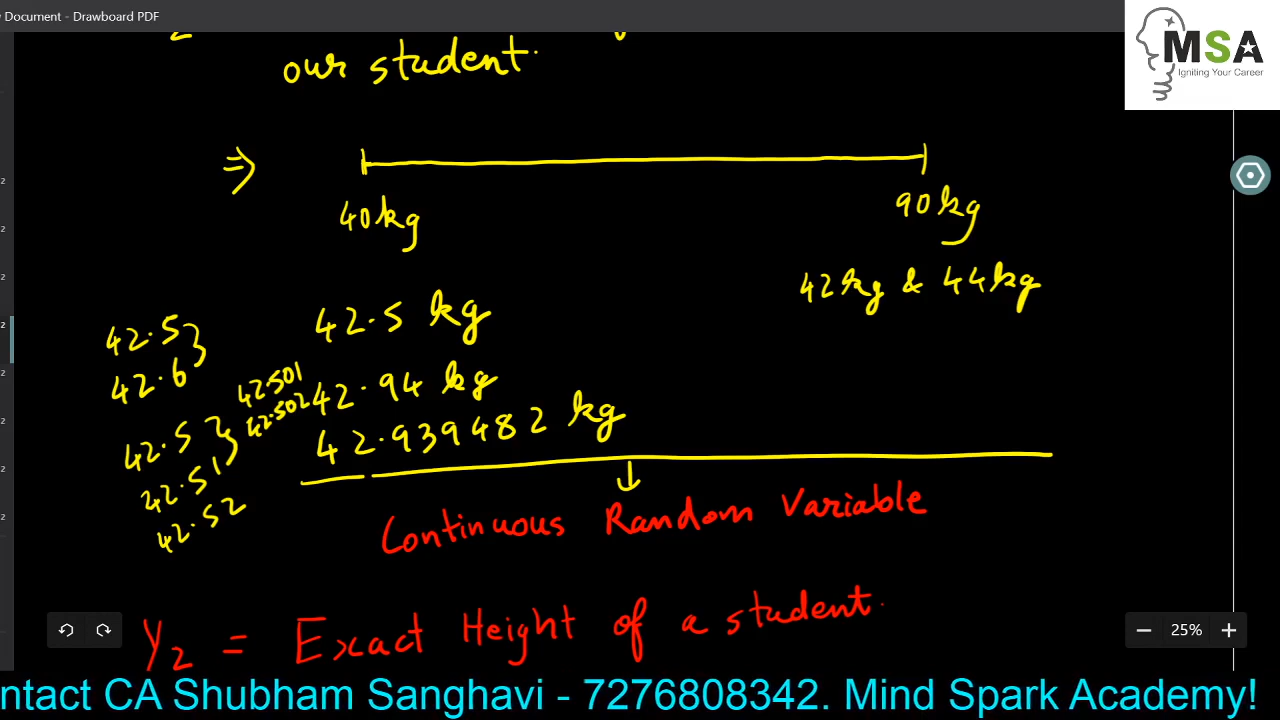 Document - Drawboard PDF
MSA
Igniting Your Career
our student.
⇒
40kg
90kg
42kg & 44kg
42.5
42.6
42.5
42.51
42.52
42.501
42.502
42.5 kg
42.94 kg
42.939482 kg
Continuous Random Variable
Y2 = Exact Height of a student.
25%
ntact CA Shubham Sanghavi - 7276808342. Mind Spark Academy!